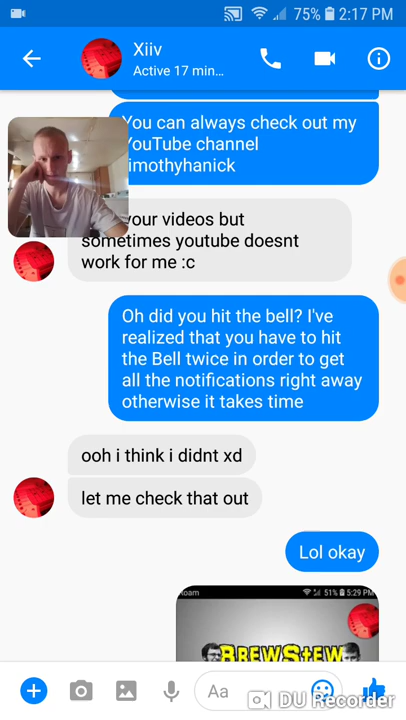 75% 2:17 PM
Xiiv
Active 17 min...
You can always check out my
YouTube channel
imothyhanick
your videos but
sometimes youtube doesnt
work for me :c
Oh did you hit the bell? I've
realized that you have to hit
the Bell twice in order to get
all the notifications right away
otherwise it takes time
ooh i think i didnt xd
let me check that out
Lol okay
toam 51% 5:29 PM
BREWSTEW
Aa
DU Recorder